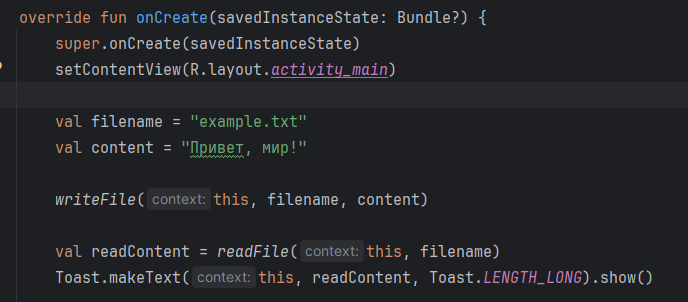 override fun onCreate(savedInstanceState: Bundle?) {
super.onCreate(savedInstanceState)
setContentView(R.layout.activity_main)
val filename = "example.txt"
val content = "Привет, мир!"
writeFile( context: this, filename, content)
val readContent = readFile( context: this, filename)
Toast.makeText( context: this, readContent, Toast.LENGTH_LONG).show()